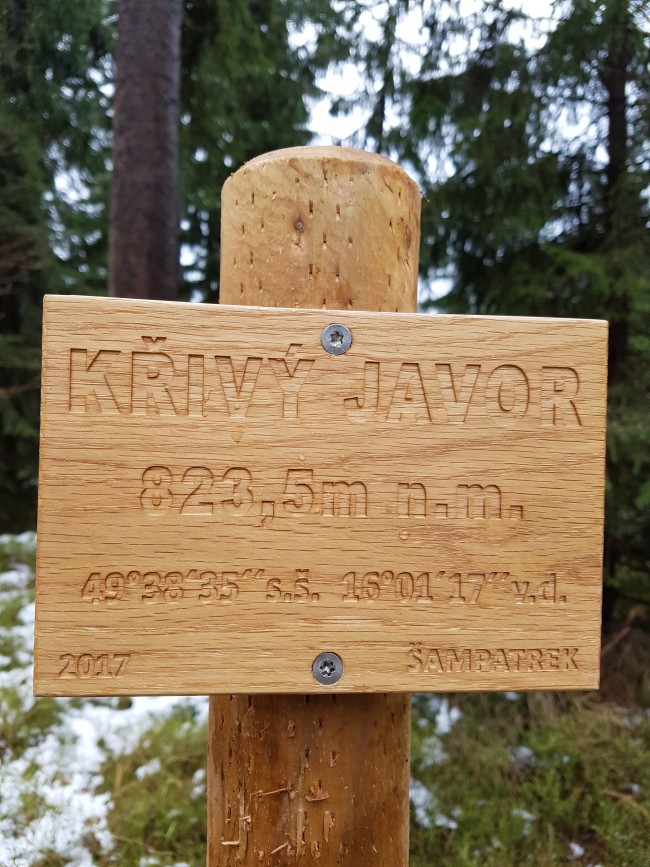 KŘIVÝ JAVOR
823,5m n.m.
49°38´35´´s.š. 16°01´17´´v.d.
2017 ŠAMPATREK